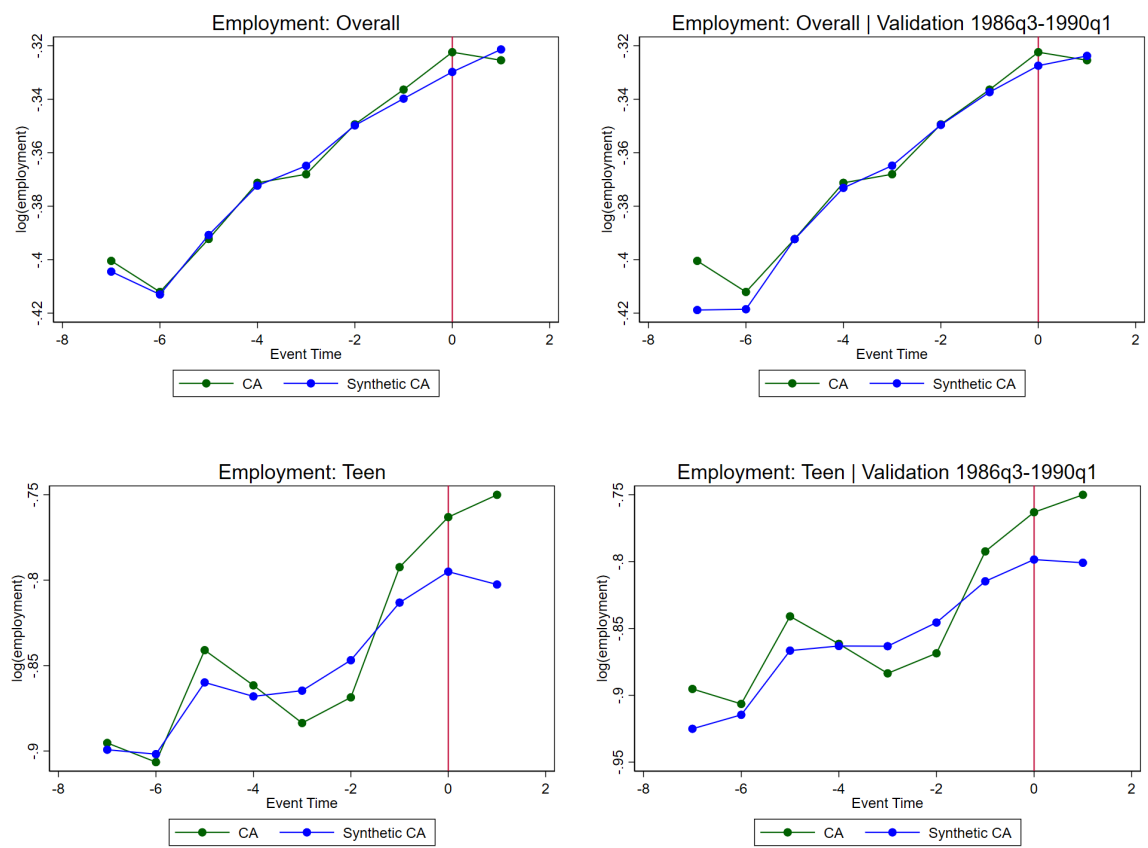 Employment: Overall
-.32
-.34
-.36
-.38
-.4
-.42
log(employment)
-8
-6
-4
-2
0
2
Event Time
CA
Synthetic CA
Employment: Overall | Validation 1986q3-1990q1
-.32
-.34
-.36
-.38
-.4
-.42
log(employment)
-8
-6
-4
-2
0
2
Event Time
CA
Synthetic CA
Employment: Teen
-.75
-.8
-.85
-.9
log(employment)
-8
-6
-4
-2
0
2
Event Time
CA
Synthetic CA
Employment: Teen | Validation 1986q3-1990q1
-.75
-.8
-.85
-.9
-.95
log(employment)
-8
-6
-4
-2
0
2
Event Time
CA
Synthetic CA